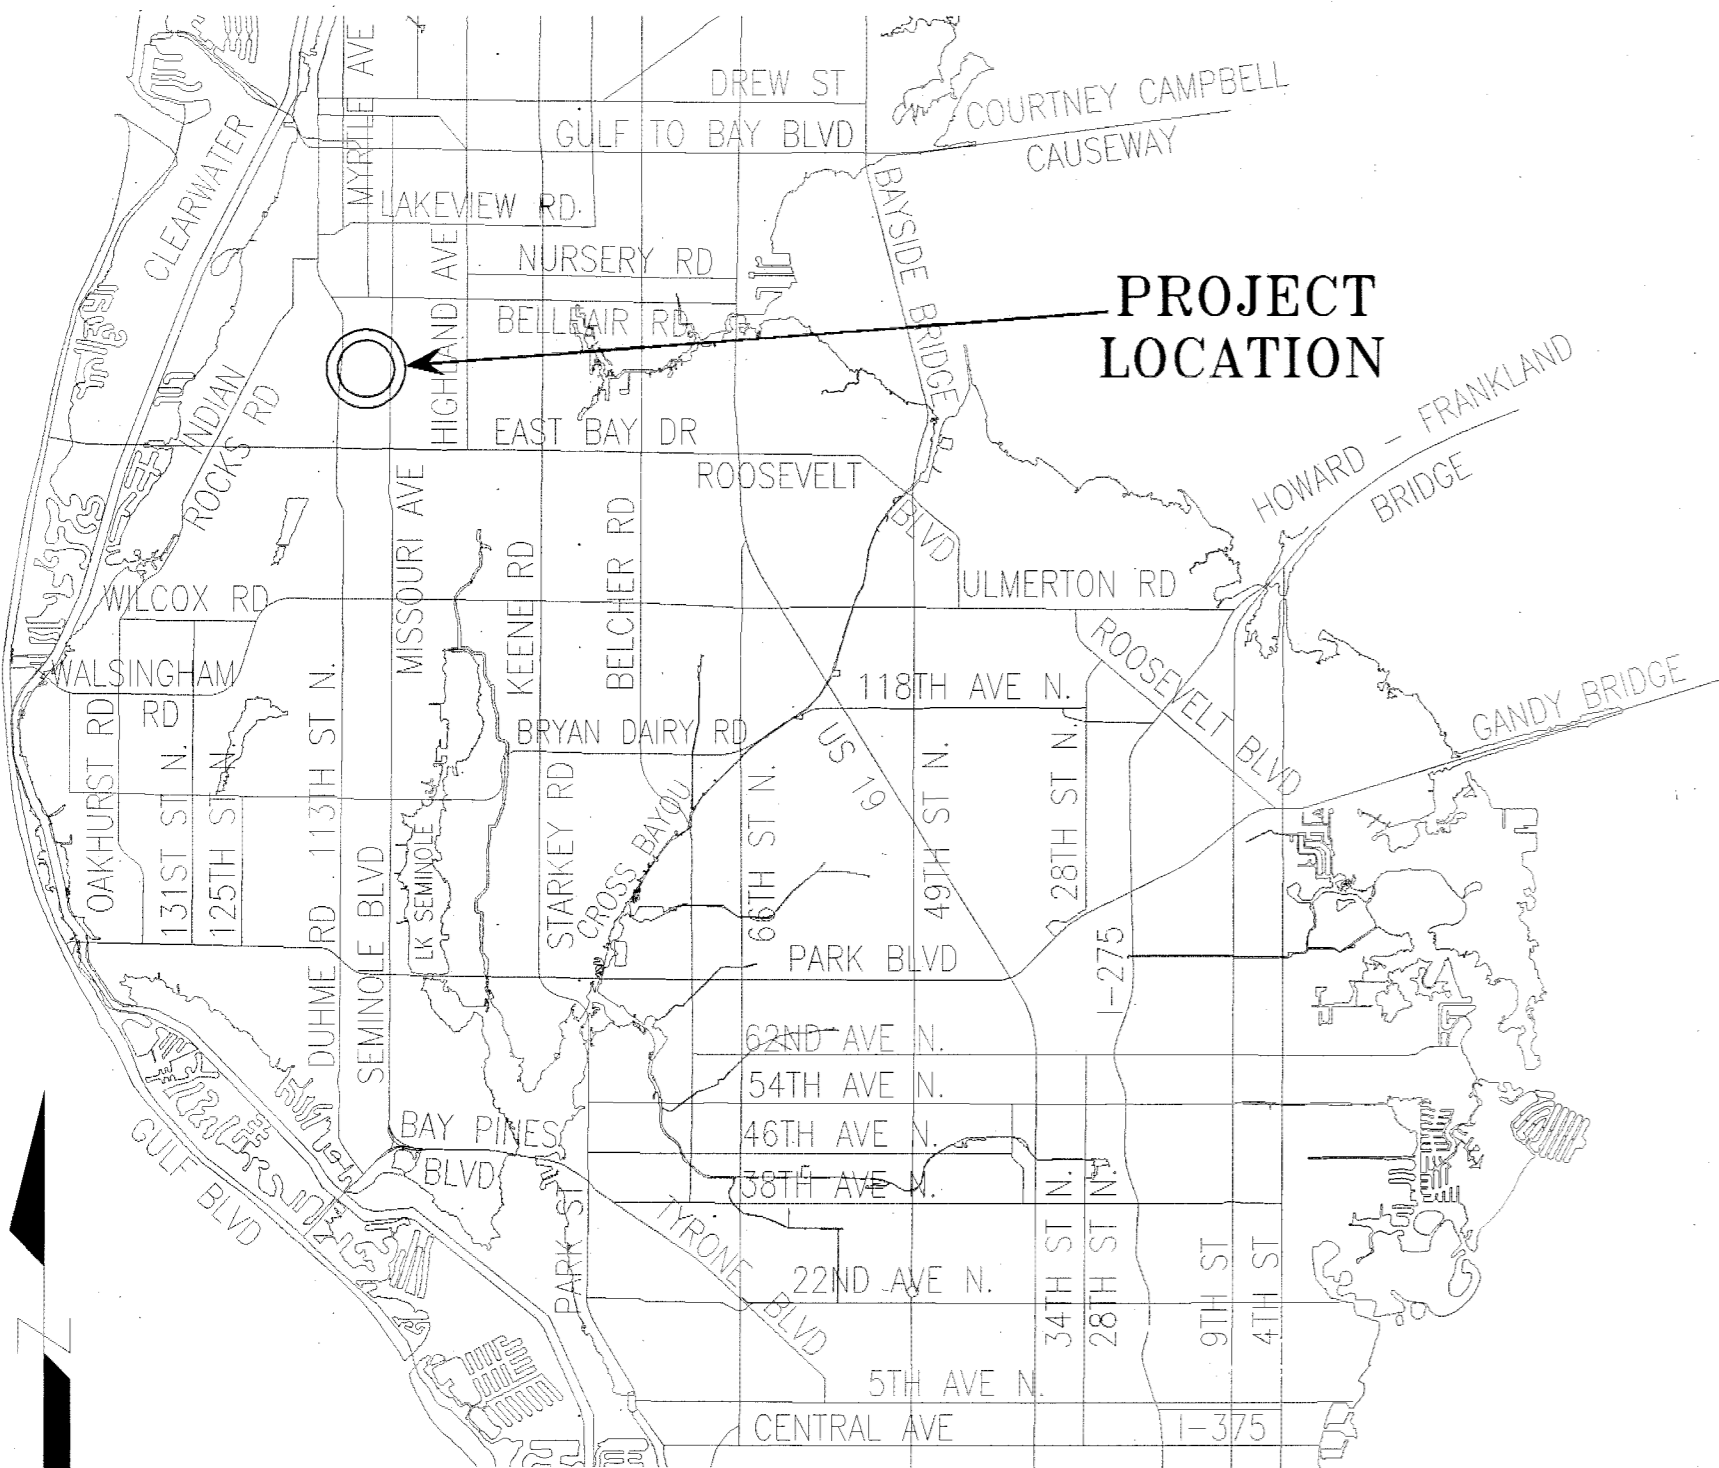 MYRTLE AVE
DREW ST
COURTNEY CAMPBELL
CAUSEWAY
GULF TO BAY BLVD
CLEARWATER
LAKEVIEW RD.
BAYSIDE BRIDGE
NURSERY RD
HIGHLAND AVE
BELLEAIR RD
PROJECT
LOCATION
INDIAN
ROCKS RD
EAST BAY DR
HOWARD - FRANKLAND
BRIDGE
ROOSEVELT
BLVD
MISSOURI AVE
KEENE RD
BELCHER RD
ULMERTON RD
WILCOX RD
WALSINGHAM
RD
118TH AVE N.
ROOSEVELT BLVD
GANDY BRIDGE
OAKHURST RD
131ST ST N.
125TH ST N.
113TH ST N.
DUHME RD
BRYAN DAIRY RD
US 19
STARKEY RD
CROSS BAYOU
66TH ST N.
49TH ST N.
28TH ST N.
SEMINOLE BLVD
LK SEMINOLE
PARK BLVD
I-275
62ND AVE N.
54TH AVE N.
46TH AVE N.
38TH AVE N.
BAY PINES
BLVD
GULF BLVD
PARK ST
TYRONE BLVD
22ND AVE N.
34TH ST N.
28TH ST N.
9TH ST
4TH ST
N
5TH AVE N.
CENTRAL AVE
I-375